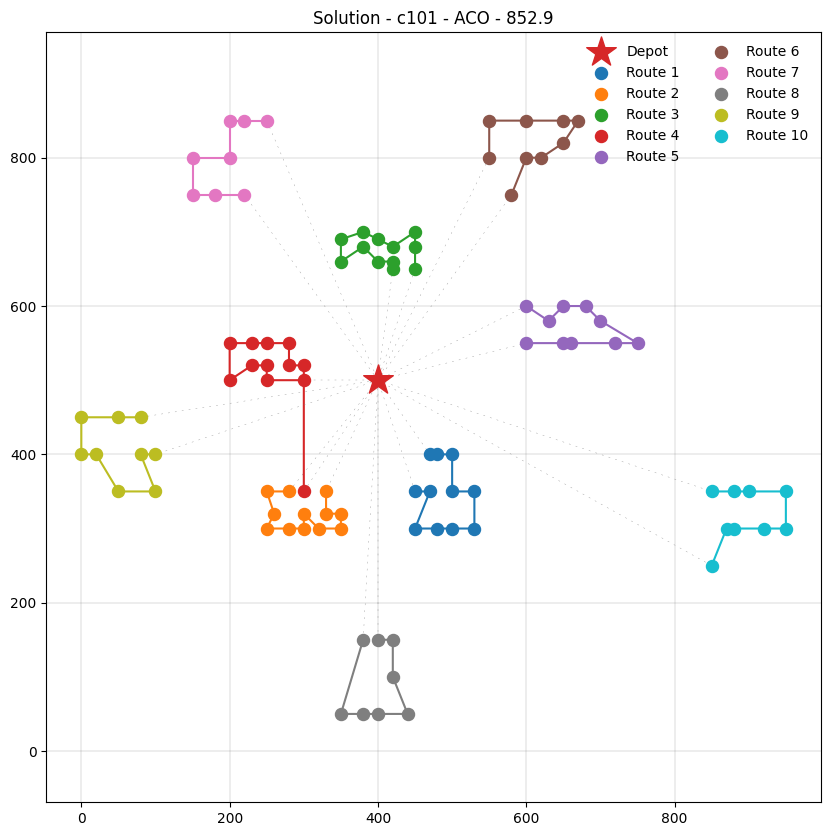 Solution - c101 - ACO - 852.9
Depot
Route 1
Route 2
Route 3
Route 4
Route 5
Route 6
Route 7
Route 8
Route 9
Route 10
800
600
400
200
0
0 200 400 600 800